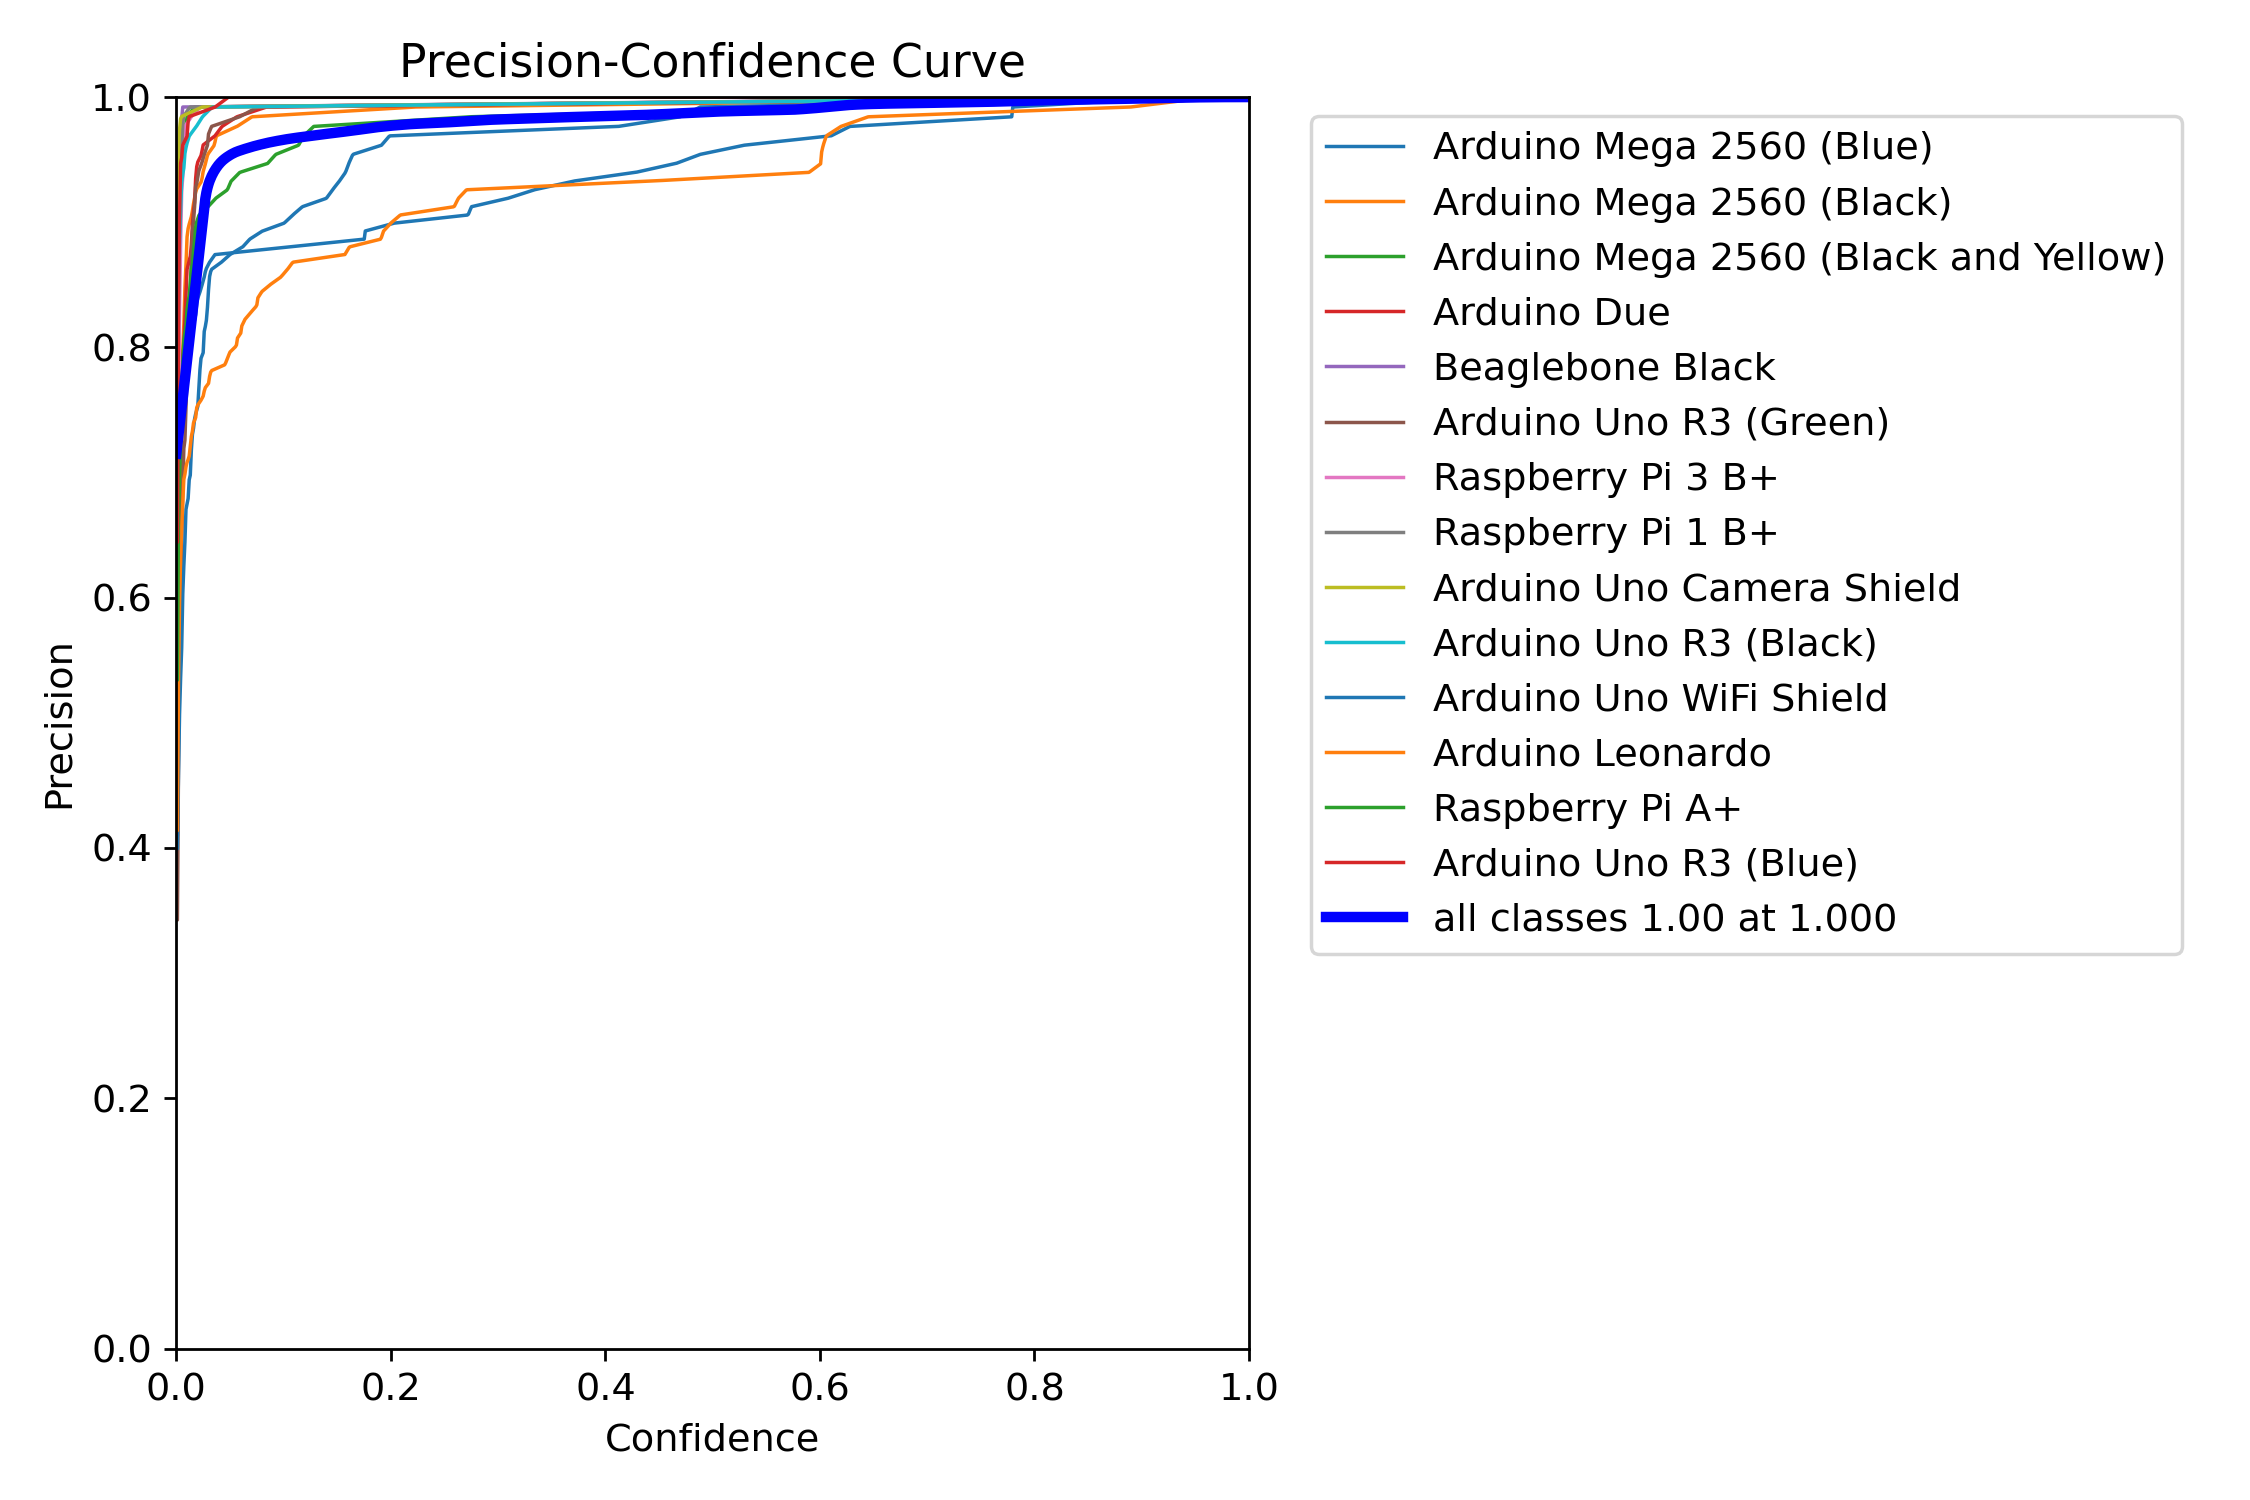 Precision-Confidence Curve
1.0
0.8
0.6
0.4
0.2
0.0
Precision
0.0 0.2 0.4 0.6 0.8 1.0
Confidence
Arduino Mega 2560 (Blue)
Arduino Mega 2560 (Black)
Arduino Mega 2560 (Black and Yellow)
Arduino Due
Beaglebone Black
Arduino Uno R3 (Green)
Raspberry Pi 3 B+
Raspberry Pi 1 B+
Arduino Uno Camera Shield
Arduino Uno R3 (Black)
Arduino Uno WiFi Shield
Arduino Leonardo
Raspberry Pi A+
Arduino Uno R3 (Blue)
all classes 1.00 at 1.000